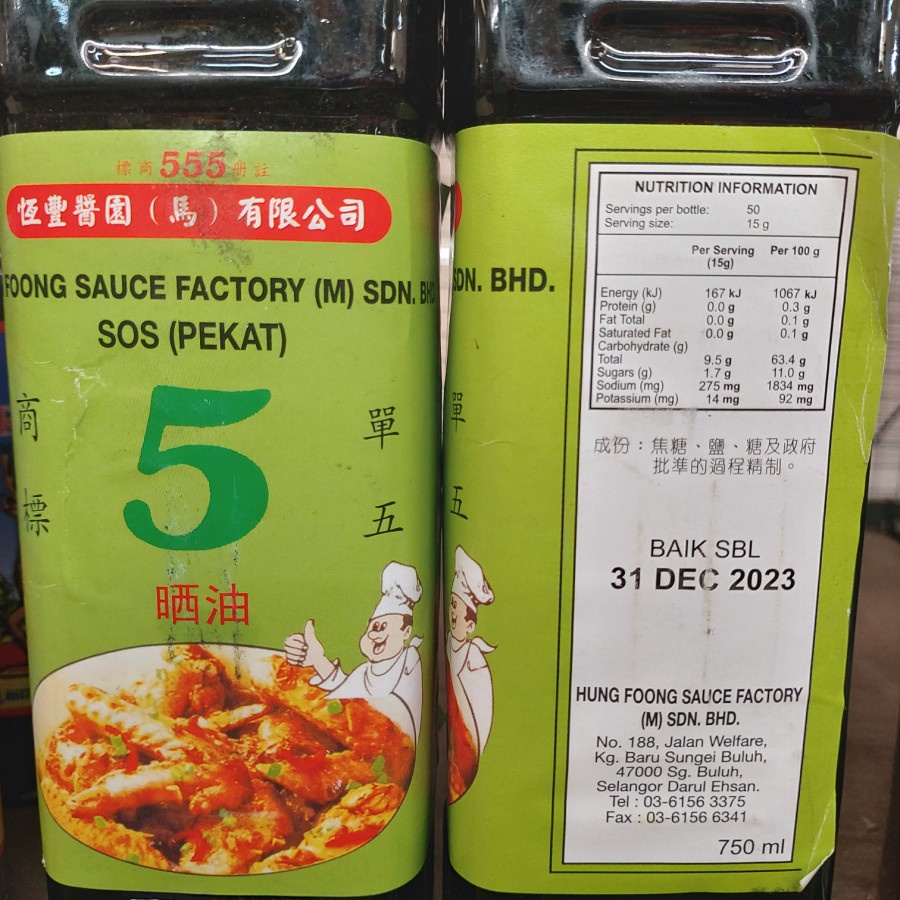 標商 555 册註
恆豐醬園（馬）有限公司
FOONG SAUCE FACTORY (M) SDN. BHD
SOS (PEKAT)
商標
5
單五
晒油
SDN. BHD.
單五
NUTRITION INFORMATION
Servings per bottle: 50
Serving size: 15 g
Per Serving (15g) Per 100 g
Energy (kJ) 167 kJ 1067 kJ
Protein (g) 0.0 g 0.3 g
Fat Total 0.0 g 0.1 g
Saturated Fat 0.0 g 0.1 g
Carbohydrate (g)
Total 9.5 g 63.4 g
Sugars (g) 1.7 g 11.0 g
Sodium (mg) 275 mg 1834 mg
Potassium (mg) 14 mg 92 mg
成份：焦糖、鹽、糖及政府
批準的過程精制。
BAIK SBL
31 DEC 2023
HUNG FOONG SAUCE FACTORY
(M) SDN. BHD.
No. 188, Jalan Welfare,
Kg. Baru Sungei Buluh,
47000 Sg. Buluh,
Selangor Darul Ehsan.
Tel : 03-6156 3375
Fax : 03-6156 6341
750 ml